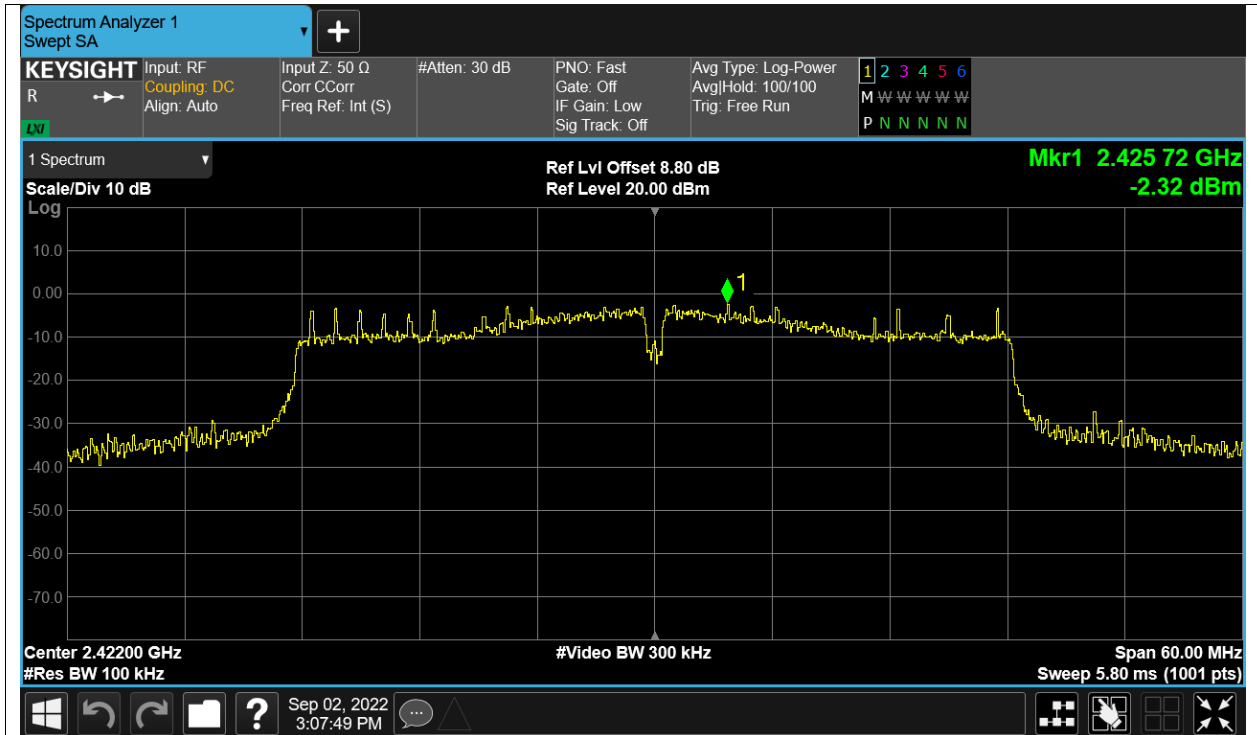 Spectrum Analyzer 1
Swept SA
KEYSIGHT
R
LXI
Input: RF
Coupling: DC
Align: Auto
Input Z: 50 Ω
Corr CCorr
Freq Ref: Int (S)
#Atten: 30 dB
PNO: Fast
Gate: Off
IF Gain: Low
Sig Track: Off
Avg Type: Log-Power
Avg|Hold: 100/100
Trig: Free Run
1 2 3 4 5 6
M W W W W W
P N N N N N N
1 Spectrum
Scale/Div 10 dB
Log
Ref Lvl Offset 8.80 dB
Ref Level 20.00 dBm
Mkr1 2.425 72 GHz
-2.32 dBm
1
10.0
0.00
-10.0
-20.0
-30.0
-40.0
-50.0
-60.0
-70.0
Center 2.42200 GHz
#Res BW 100 kHz
#Video BW 300 kHz
Span 60.00 MHz
Sweep 5.80 ms (1001 pts)
?
Sep 02, 2022
3:07:49 PM